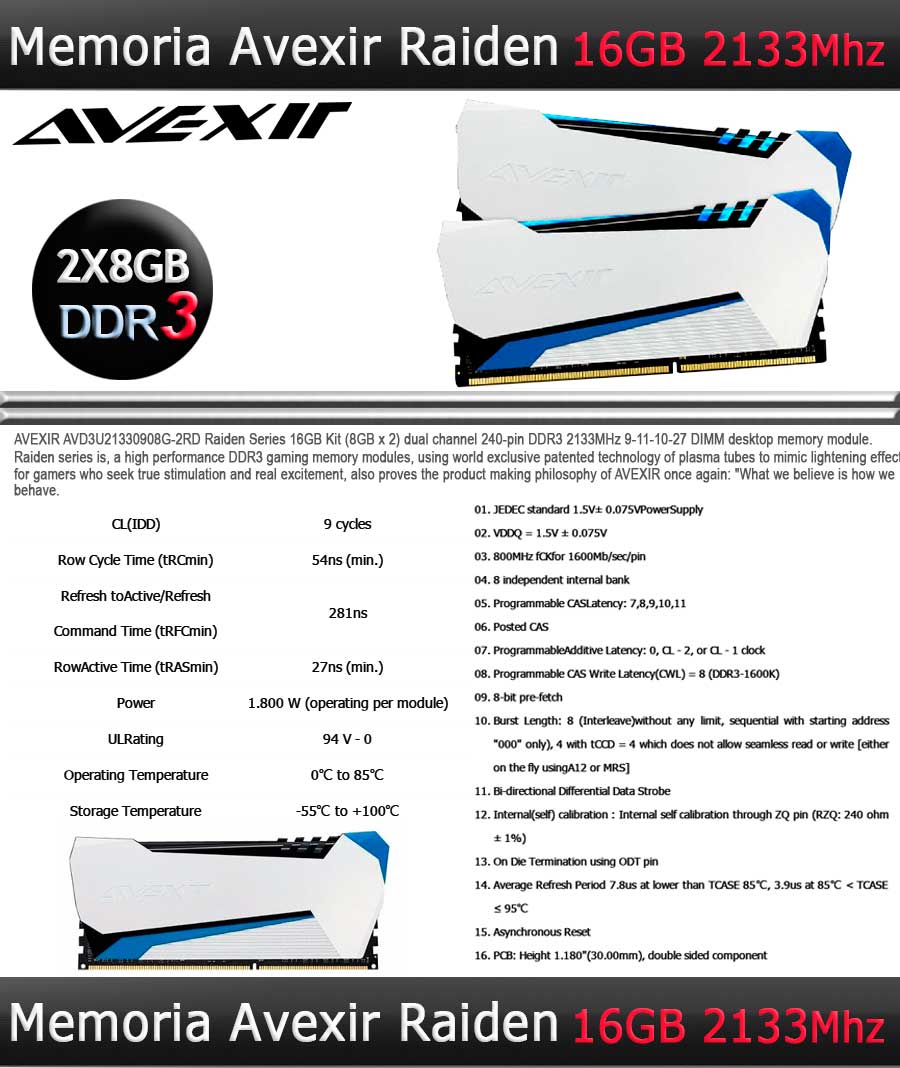 Memoria Avexir Raiden 16GB 2133Mhz
AVEXIR
AVEXIR
2X8GB
AVEXIR
DDR3
AVEXIR AVD3U21330908G-2RD Raiden Series 16GB Kit (8GB x 2) dual channel 240-pin DDR3 2133MHz 9-11-10-27 DIMM desktop memory module.
Raiden series is, a high performance DDR3 gaming memory modules, using world exclusive patented technology of plasma tubes to mimic lightening effect
for gamers who seek true stimulation and real excitement, also proves the product making philosophy of AVEXIR once again: "What we believe is how we
behave.
CL(IDD) 9 cycles
Row Cycle Time (tRCmin) 54ns (min.)
Refresh toActive/Refresh
Command Time (tRFCmin) 281ns
RowActive Time (tRASmin) 27ns (min.)
Power 1.800 W (operating per module)
ULRating 94 V - 0
Operating Temperature 0℃ to 85℃
Storage Temperature -55℃ to +100℃
01. JEDEC standard 1.5V± 0.075VPowerSupply
02. VDDQ = 1.5V ± 0.075V
03. 800MHz fCKfor 1600Mb/sec/pin
04. 8 independent internal bank
05. Programmable CASLatency: 7,8,9,10,11
06. Posted CAS
07. ProgrammableAdditive Latency: 0, CL - 2, or CL - 1 clock
08. Programmable CAS Write Latency(CWL) = 8 (DDR3-1600K)
09. 8-bit pre-fetch
10. Burst Length: 8 (Interleave)without any limit, sequential with starting address
"000" only), 4 with tCCD = 4 which does not allow seamless read or write [either
on the fly usingA12 or MRS]
11. Bi-directional Differential Data Strobe
12. Internal(self) calibration : Internal self calibration through ZQ pin (RZQ: 240 ohm
± 1%)
13. On Die Termination using ODT pin
14. Average Refresh Period 7.8us at lower than TCASE 85℃, 3.9us at 85℃ < TCASE
≤ 95℃
15. Asynchronous Reset
16. PCB: Height 1.180"(30.00mm), double sided component
AVEXIR
Memoria Avexir Raiden 16GB 2133Mhz